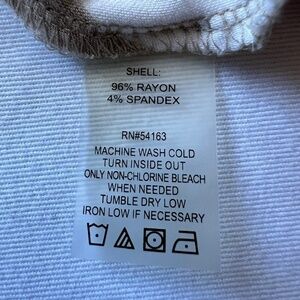 SHELL:
96% RAYON
4% SPANDEX
RN#54163
MACHINE WASH COLD
TURN INSIDE OUT
ONLY NON-CHLORINE BLEACH
WHEN NEEDED
TUMBLE DRY LOW
IRON LOW IF NECESSARY